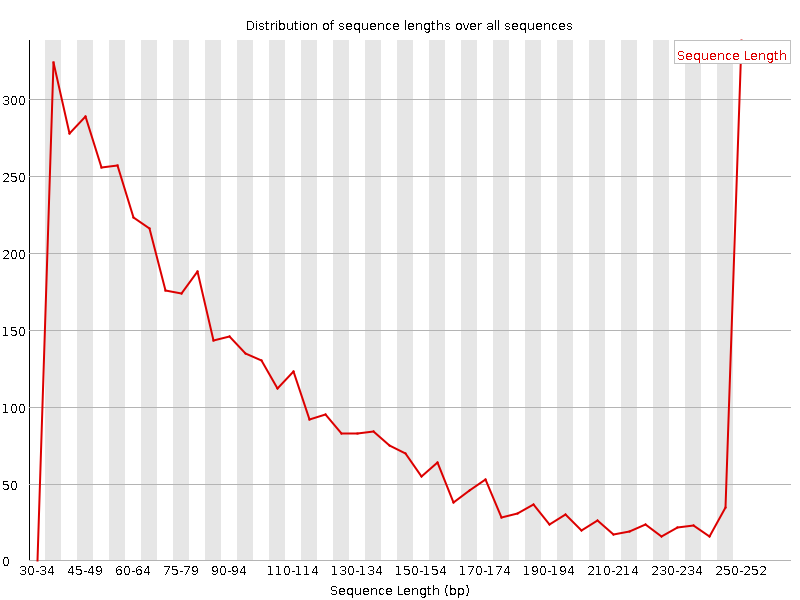 Distribution of sequence lengths over all sequences
Sequence Length
300
250
200
150
100
50
0
30-34 45-49 60-64 75-79 90-94 110-114 130-134 150-154 170-174 190-194 210-214 230-234 250-252
Sequence Length (bp)